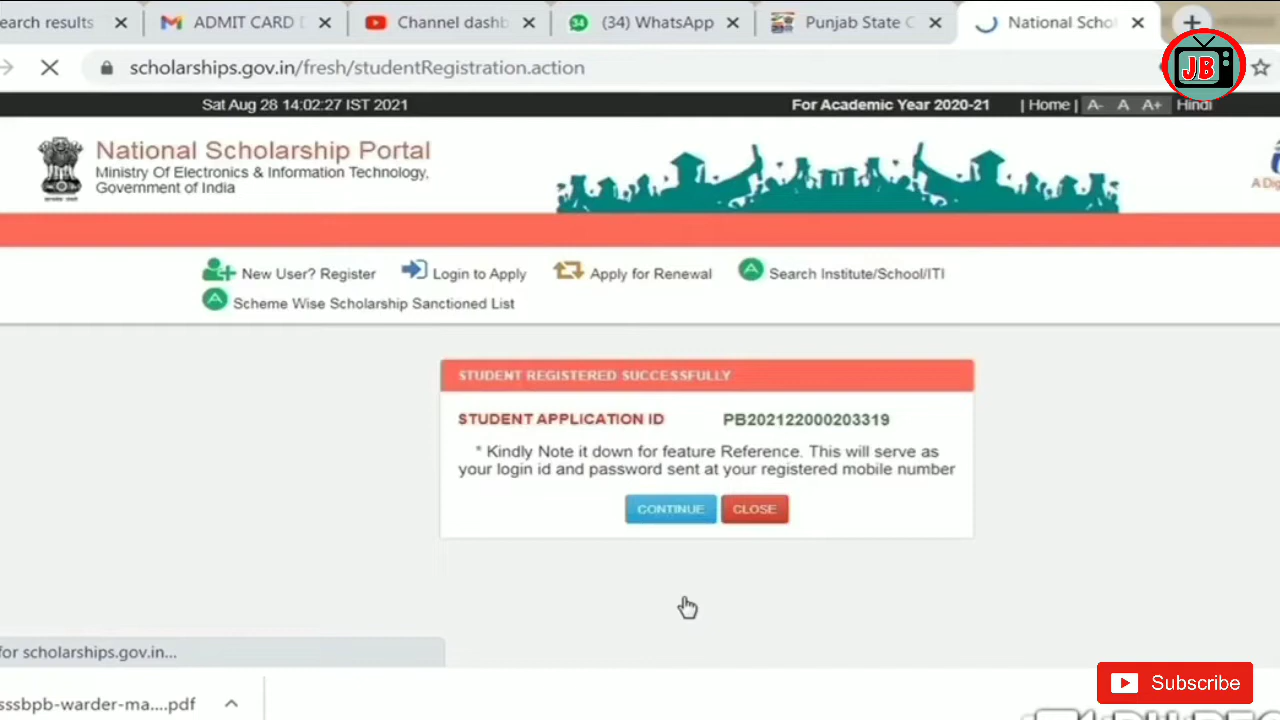 earch results
ADMIT CARD
Channel dashb
(34) WhatsApp
Punjab State
National Scho
scholarships.gov.in/fresh/studentRegistration.action
JB
Sat Aug 28 14:02:27 IST 2021
For Academic Year 2020-21 | Home | A- A A+ Hindi
National Scholarship Portal
Ministry Of Electronics & Information Technology,
Government of India
A Dig
New User? Register Login to Apply Apply for Renewal Search Institute/School/ITI
Scheme Wise Scholarship Sanctioned List
STUDENT REGISTERED SUCCESSFULLY
STUDENT APPLICATION ID PB202122000203319
* Kindly Note it down for feature Reference. This will serve as
your login id and password sent at your registered mobile number
CONTINUE CLOSE
for scholarships.gov.in...
sssbpb-warder-ma....pdf
Subscribe